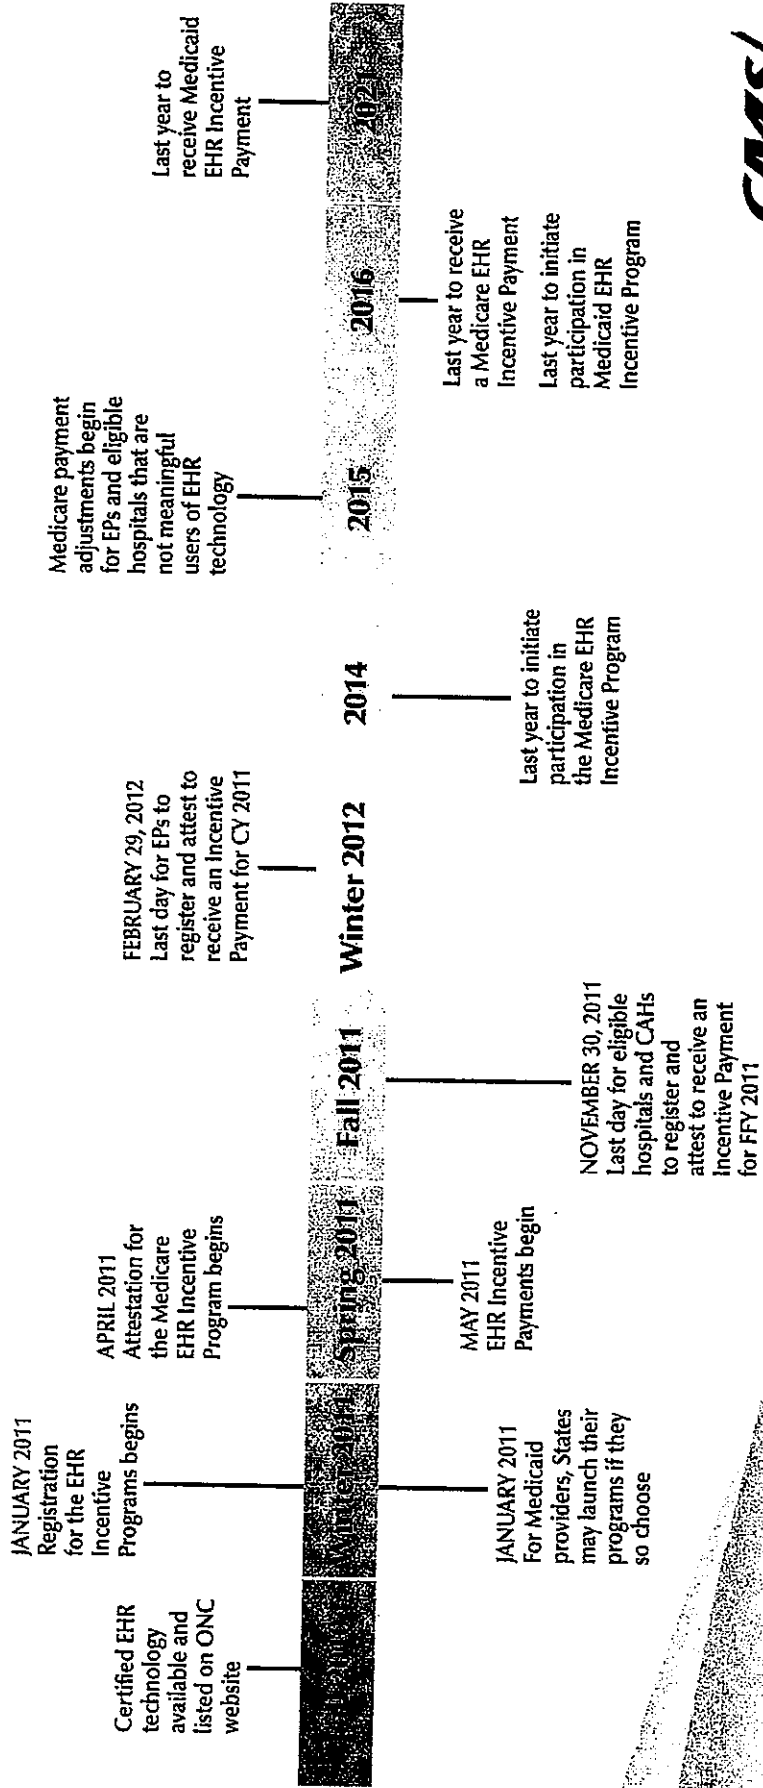 Certified EHR
technology
available and
listed on ONC
website
JANUARY 2011
Registration
for the EHR
Incentive
Programs begins
Winter 2011
JANUARY 2011
For Medicaid
providers, States
may launch their
programs if they
so choose
APRIL 2011
Attestation for
the Medicare
EHR Incentive
Program begins
Spring 2011
MAY 2011
EHR Incentive
Payments begin
Fall 2011
NOVEMBER 30, 2011
Last day for eligible
hospitals and CAHs
to register and
attest to receive an
Incentive Payment
for FFY 2011
FEBRUARY 29, 2012
Last day for EPs to
register and attest to
receive an Incentive
Payment for CY 2011
Winter 2012
2014
Last year to initiate
participation in
the Medicare EHR
Incentive Program
Medicare payment
adjustments begin
for EPs and eligible
hospitals that are
not meaningful
users of EHR
technology
2015
2016
Last year to receive
a Medicare EHR
Incentive Payment
Last year to initiate
participation in
Medicaid EHR
Incentive Program
Last year to
receive Medicaid
EHR Incentive
Payment
2021
CMS